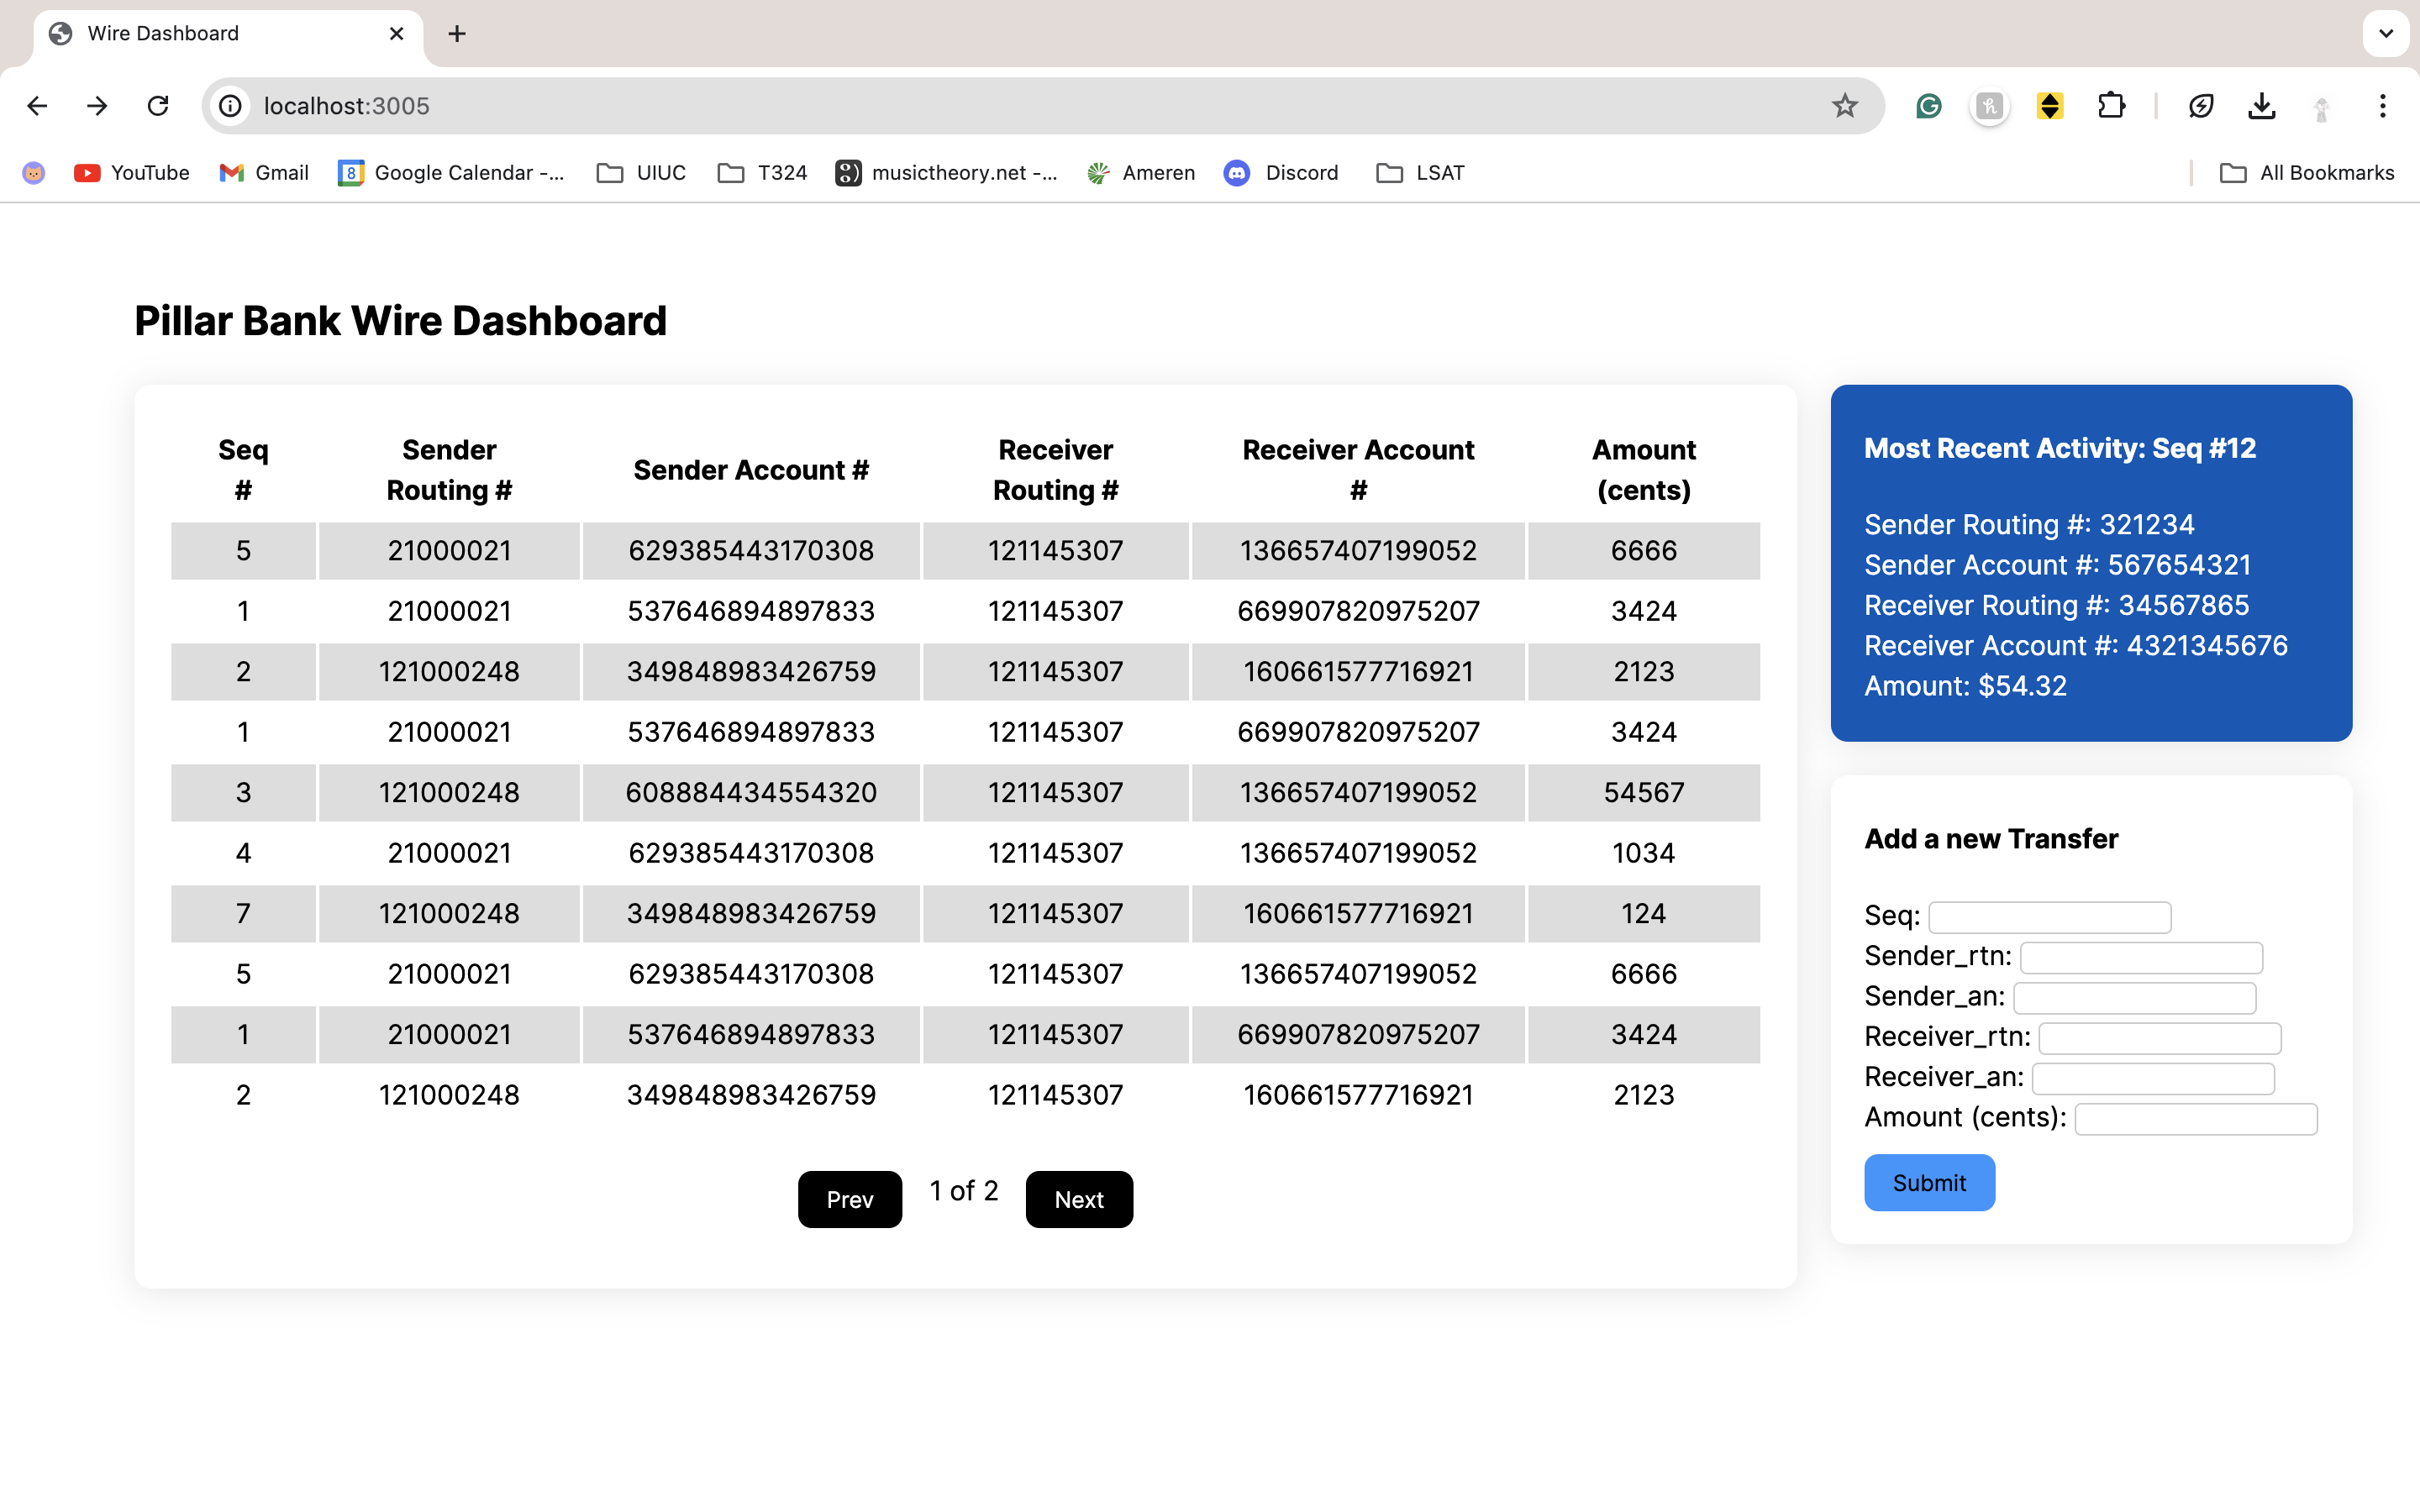 Wire Dashboard
localhost:3005
YouTube Gmail 8 Google Calendar -... UIUC T324 8) musictheory.net -... Ameren Discord LSAT All Bookmarks
Pillar Bank Wire Dashboard
Seq # Sender Routing # Sender Account # Receiver Routing # Receiver Account # Amount (cents)
5 21000021 629385443170308 121145307 136657407199052 6666
1 21000021 537646894897833 121145307 669907820975207 3424
2 121000248 349848983426759 121145307 160661577716921 2123
1 21000021 537646894897833 121145307 669907820975207 3424
3 121000248 608884434554320 121145307 136657407199052 54567
4 21000021 629385443170308 121145307 136657407199052 1034
7 121000248 349848983426759 121145307 160661577716921 124
5 21000021 629385443170308 121145307 136657407199052 6666
1 21000021 537646894897833 121145307 669907820975207 3424
2 121000248 349848983426759 121145307 160661577716921 2123
Prev 1 of 2 Next
Most Recent Activity: Seq #12
Sender Routing #: 321234
Sender Account #: 567654321
Receiver Routing #: 34567865
Receiver Account #: 4321345676
Amount: $54.32
Add a new Transfer
Seq:
Sender_rtn:
Sender_an:
Receiver_rtn:
Receiver_an:
Amount (cents):
Submit